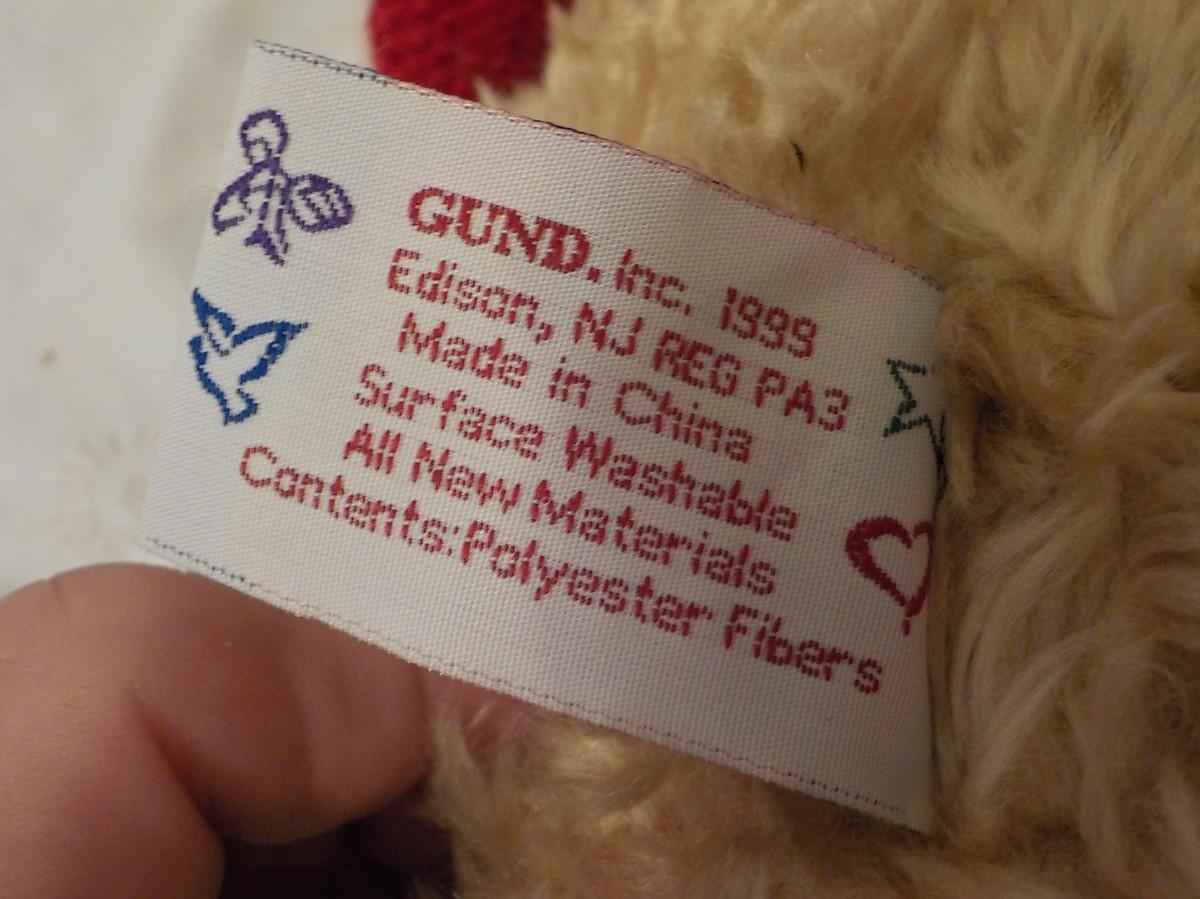 GUND. Inc. 1999
Edison, NJ REG PA3
Made in China
Surface Washable
All New Materials
Contents:Polyester Fibers